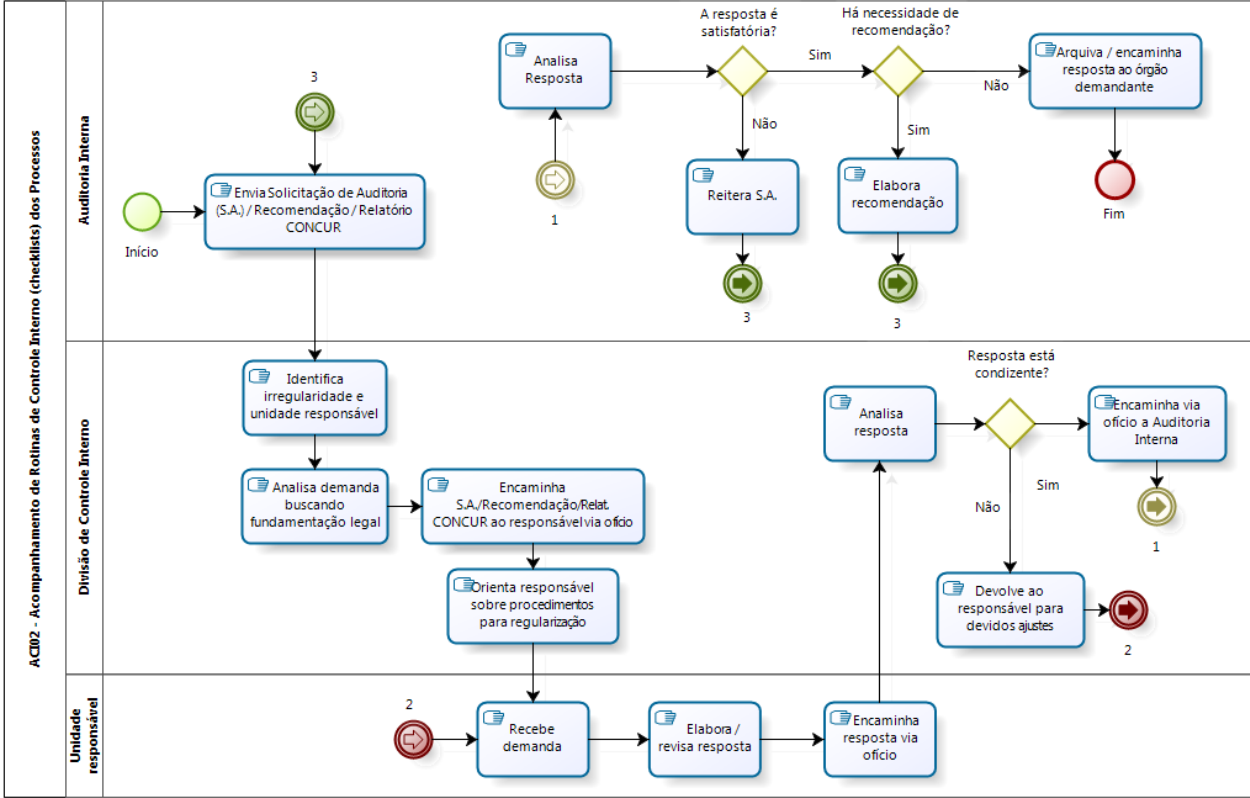 ACI02 - Acompanhamento de Rotinas de Controle Interno (checklists) dos Processos
Auditoria Interna
3
Início
Envia Solicitação de Auditoria
(S.A.) / Recomendação / Relatório
CONCUR
Analisa
Resposta
1
A resposta é
satisfatória?
Sim
Não
Reitera S.A.
3
Há necessidade de
recomendação?
Não
Sim
Elabora
recomendação
3
Arquiva / encaminha
resposta ao órgão
demandante
Fim
Divisão de Controle Interno
Identifica
irregularidade e
unidade responsável
Analisa demanda
buscando
fundamentação legal
Encaminha
S.A./Recomendação/Relat.
CONCUR ao responsável via ofício
Orienta responsável
sobre procedimentos
para regularização
Analisa
resposta
Resposta está
condizente?
Sim
Não
Encaminha via
ofício a Auditoria
Interna
1
Devolve ao
responsável para
devidos ajustes
2
Unidade
responsável
2
Recebe
demanda
Elabora /
revisa resposta
Encaminha
resposta via
ofício